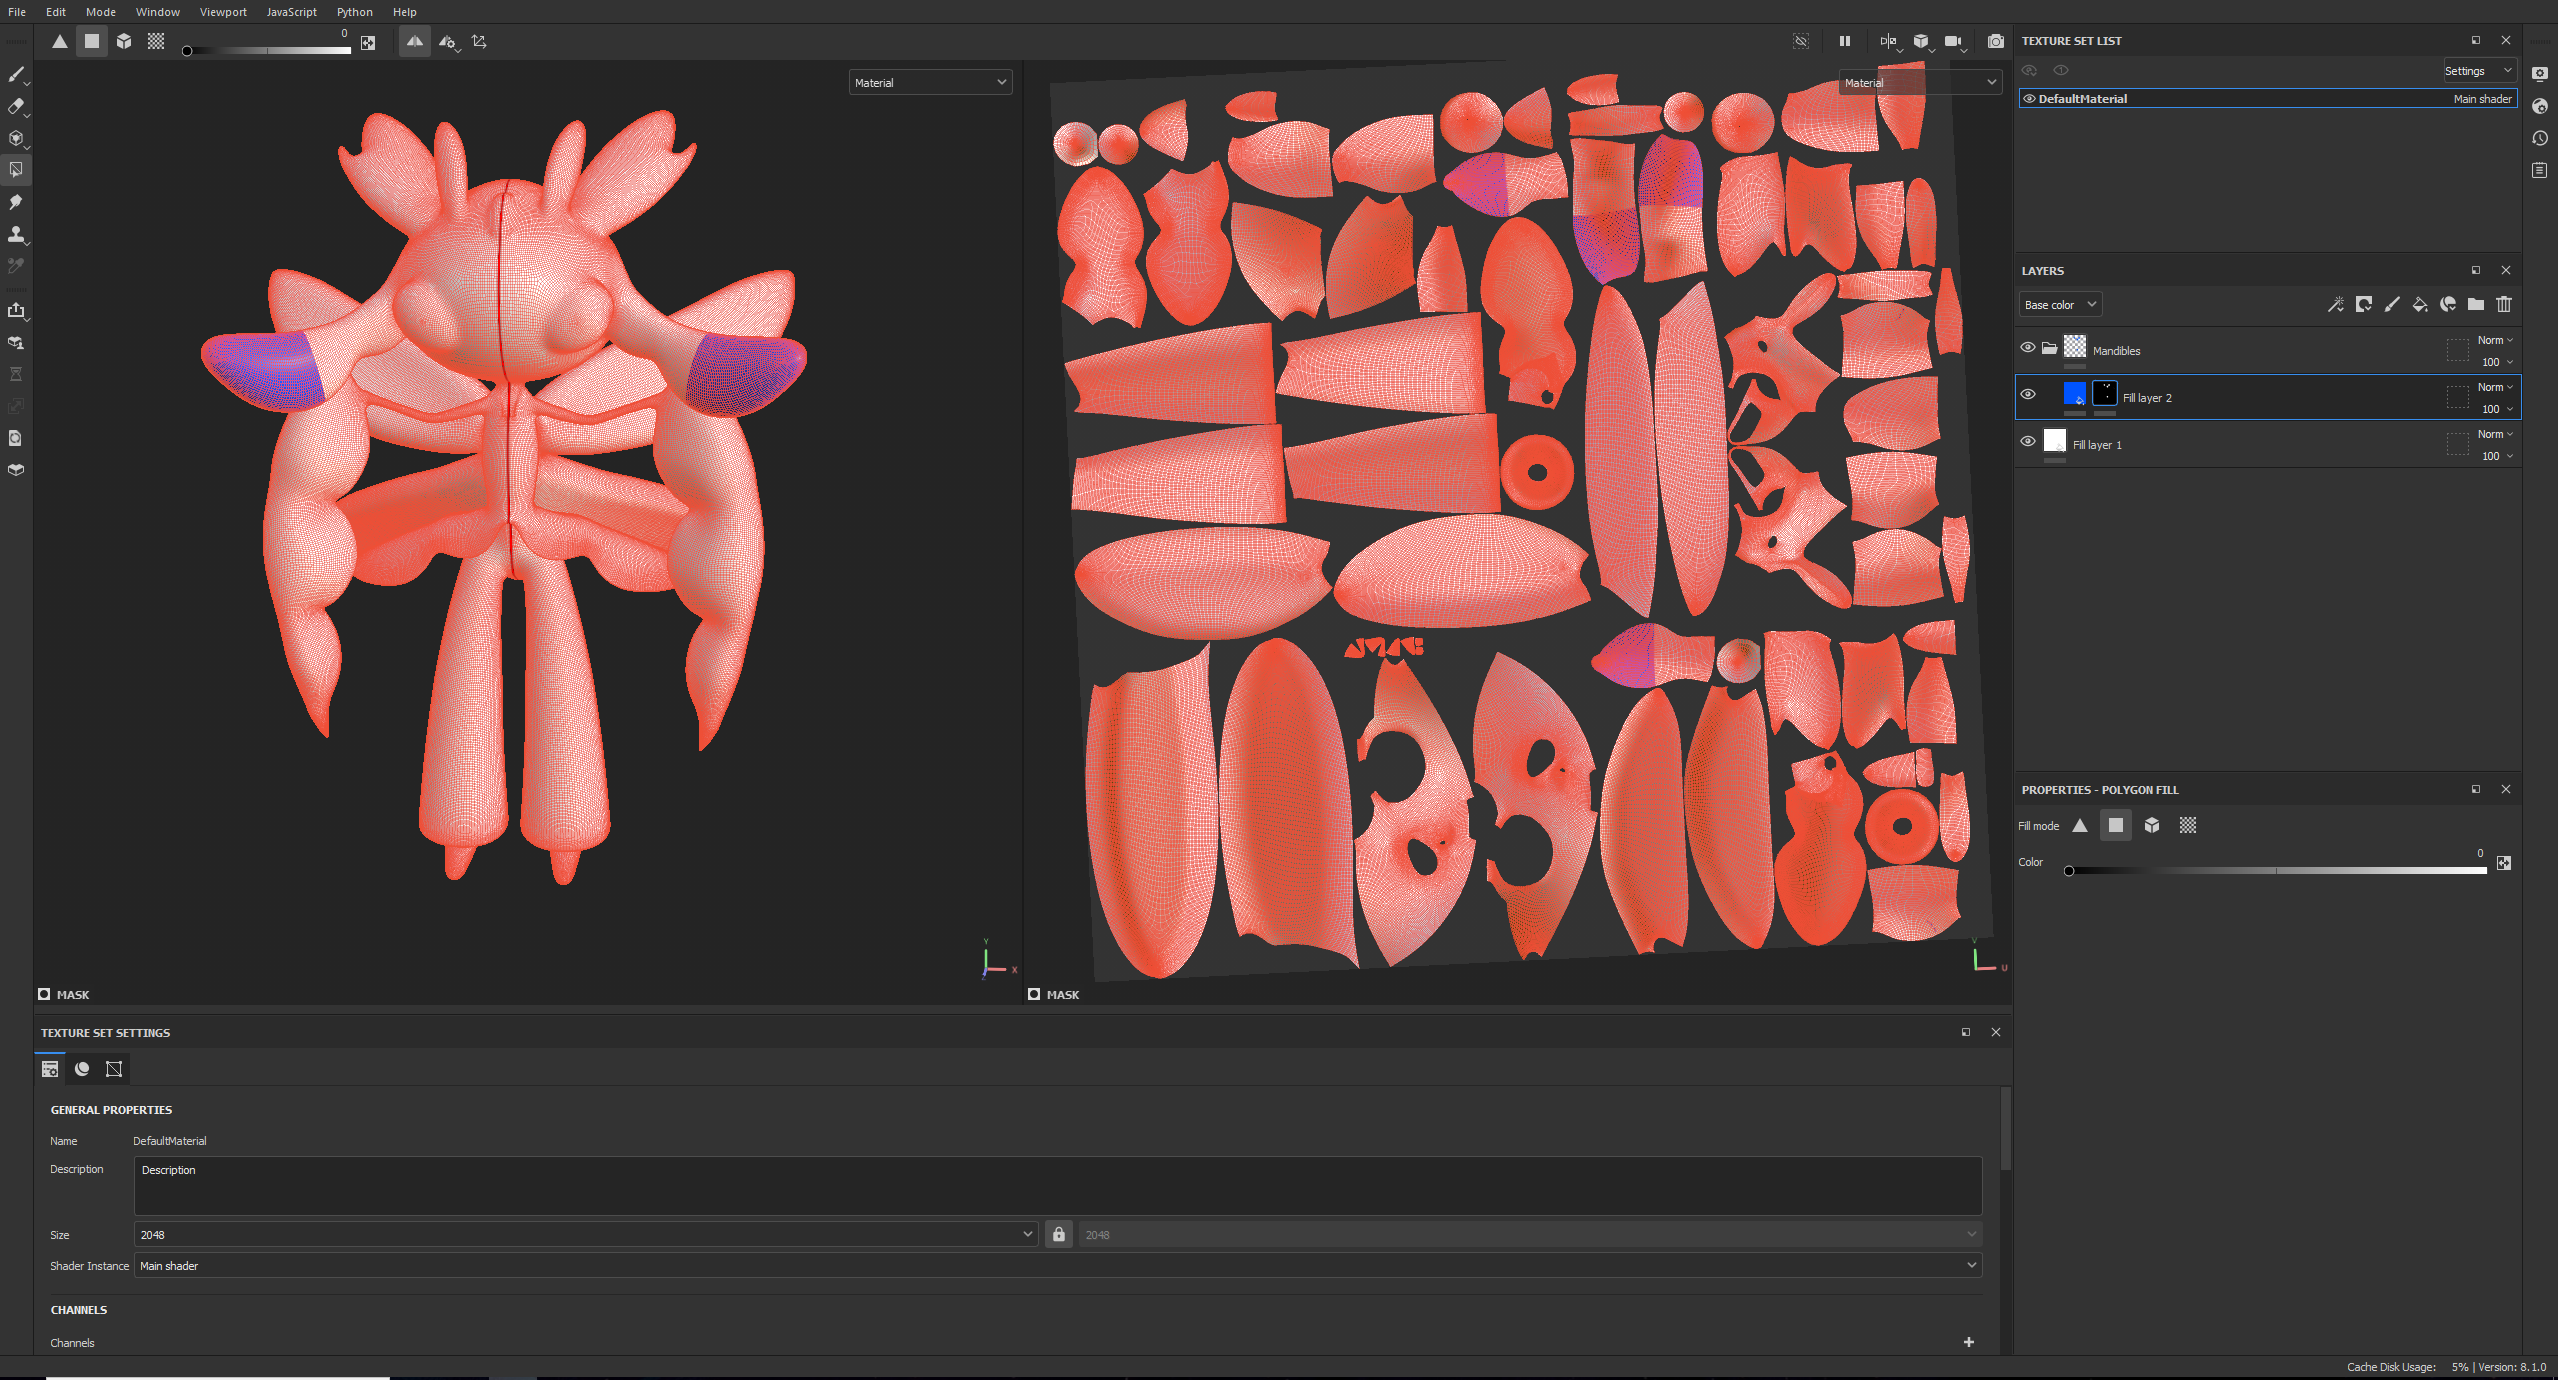 File Edit Mode Window Viewport JavaScript Python Help
0
Material
Material
Y
X
Z
V
U
MASK
MASK
TEXTURE SET LIST
Settings
DefaultMaterial Main shader
LAYERS
Base color
Mandibles Norm
100
Fill layer 2 Norm
100
Fill layer 1 Norm
100
PROPERTIES - POLYGON FILL
Fill mode
Color 0
TEXTURE SET SETTINGS
GENERAL PROPERTIES
Name DefaultMaterial
Description Description
Size 2048 2048
Shader Instance Main shader
CHANNELS
Channels
Cache Disk Usage: 5% | Version: 8.1.0